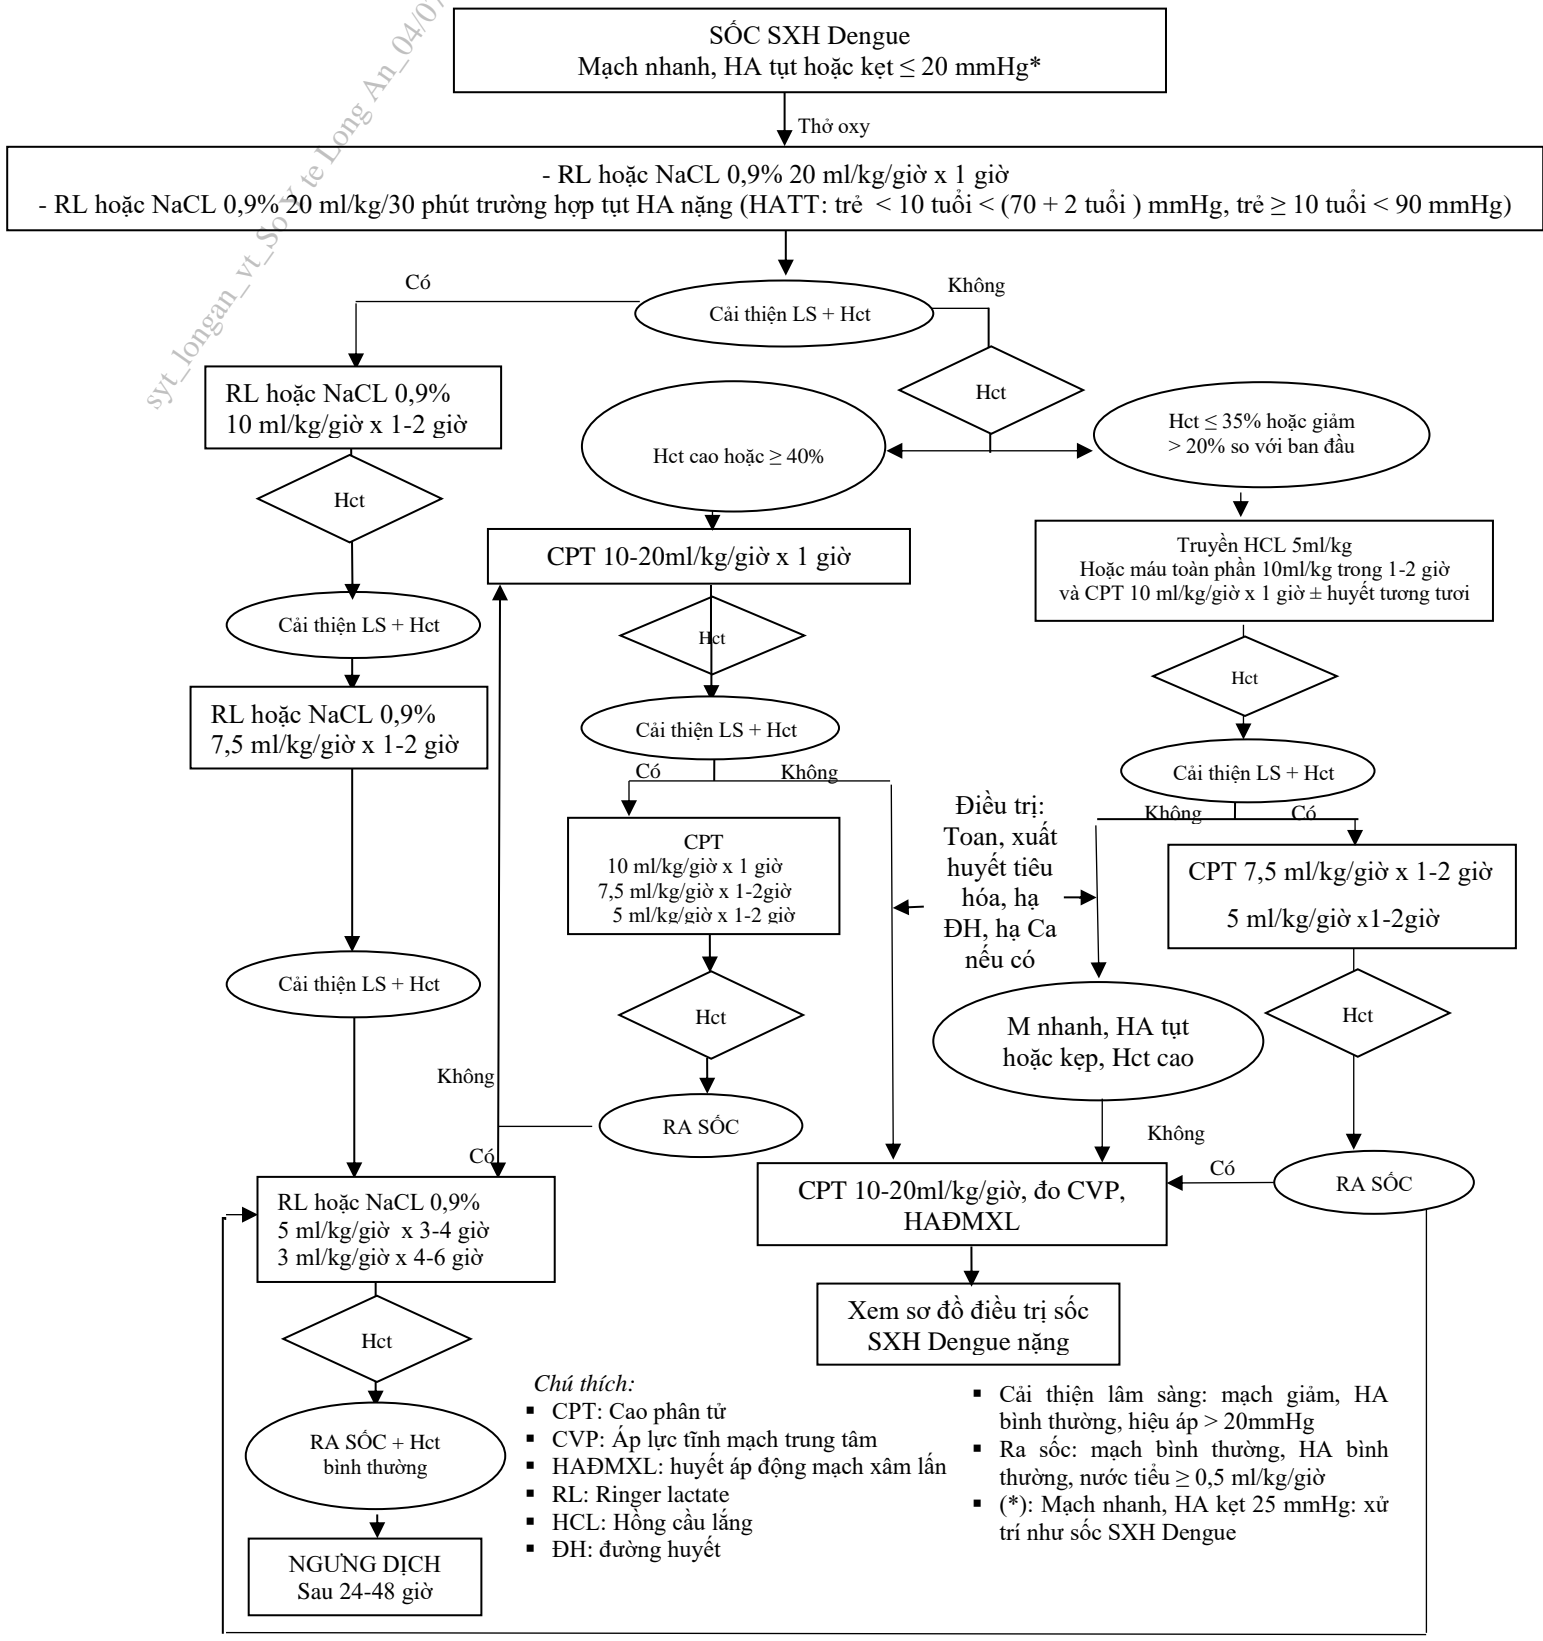 syt_longan_vt_So Y te Long An_04/07
SỐC SXH Dengue
Mạch nhanh, HA tụt hoặc kẹt ≤ 20 mmHg*
Thở oxy
- RL hoặc NaCL 0,9% 20 ml/kg/giờ x 1 giờ
- RL hoặc NaCL 0,9% 20 ml/kg/30 phút trường hợp tụt HA nặng (HATT: trẻ < 10 tuổi < (70 + 2 tuổi ) mmHg, trẻ ≥ 10 tuổi < 90 mmHg)
Có
Cải thiện LS + Hct
Không
RL hoặc NaCL 0,9%
10 ml/kg/giờ x 1-2 giờ
Hct
Hct cao hoặc ≥ 40%
Hct ≤ 35% hoặc giảm
> 20% so với ban đầu
Hct
CPT 10-20ml/kg/giờ x 1 giờ
Truyền HCL 5ml/kg
Hoặc máu toàn phần 10ml/kg trong 1-2 giờ
và CPT 10 ml/kg/giờ x 1 giờ ± huyết tương tươi
Cải thiện LS + Hct
Hct
Hct
RL hoặc NaCL 0,9%
7,5 ml/kg/giờ x 1-2 giờ
Cải thiện LS + Hct
Cải thiện LS + Hct
Có
Không
Không
Có
Điều trị:
Toan, xuất
huyết tiêu
hóa, hạ
ĐH, hạ Ca
nếu có
CPT
10 ml/kg/giờ x 1 giờ
7,5 ml/kg/giờ x 1-2giờ
5 ml/kg/giờ x 1-2 giờ
CPT 7,5 ml/kg/giờ x 1-2 giờ
5 ml/kg/giờ x1-2giờ
Cải thiện LS + Hct
Hct
M nhanh, HA tụt
hoặc kẹp, Hct cao
Hct
Không
RA SỐC
Không
Có
Có
RA SỐC
RL hoặc NaCL 0,9%
5 ml/kg/giờ x 3-4 giờ
3 ml/kg/giờ x 4-6 giờ
CPT 10-20ml/kg/giờ, đo CVP,
HAĐMXL
Hct
Xem sơ đồ điều trị sốc
SXH Dengue nặng
RA SỐC + Hct
bình thường
NGƯNG DỊCH
Sau 24-48 giờ
Chú thích:
▪ CPT: Cao phân tử
▪ CVP: Áp lực tĩnh mạch trung tâm
▪ HAĐMXL: huyết áp động mạch xâm lấn
▪ RL: Ringer lactate
▪ HCL: Hồng cầu lắng
▪ ĐH: đường huyết
▪ Cải thiện lâm sàng: mạch giảm, HA
bình thường, hiệu áp > 20mmHg
▪ Ra sốc: mạch bình thường, HA bình
thường, nước tiểu ≥ 0,5 ml/kg/giờ
▪ (*): Mạch nhanh, HA kẹt 25 mmHg: xử
trí như sốc SXH Dengue